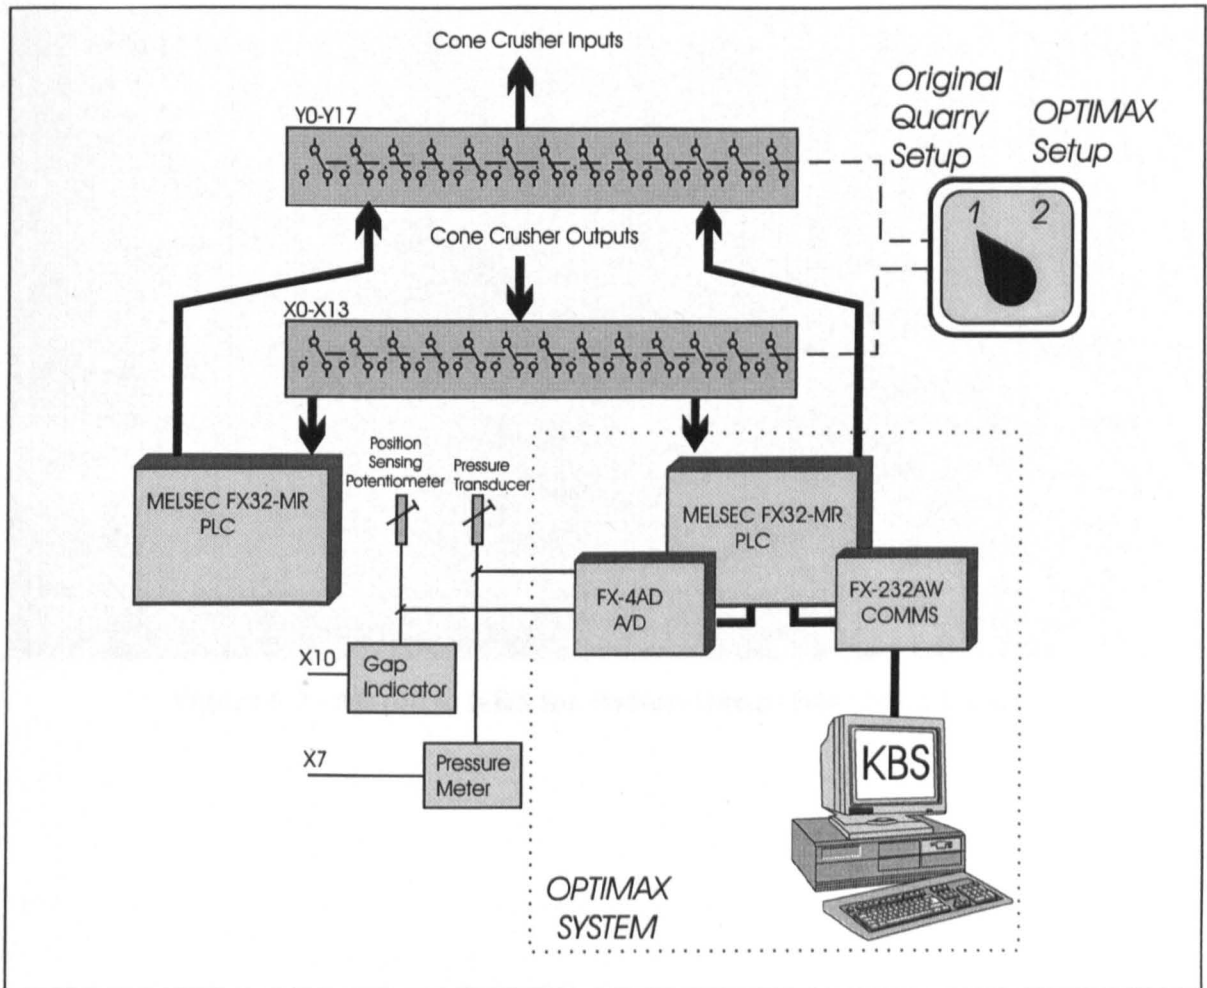 Cone Crusher Inputs
Original
Quarry
Setup
OPTIMAX
Setup
Y0-Y17
1 2
Cone Crusher Outputs
X0-X13
Position
Sensing
Potentiometer
Pressure
Transducer
MELSEC FX32-MR
PLC
MELSEC FX32-MR
PLC
FX-4AD
A/D
FX-232AW
COMMS
X10
Gap
Indicator
X7
Pressure
Meter
KBS
OPTIMAX
SYSTEM